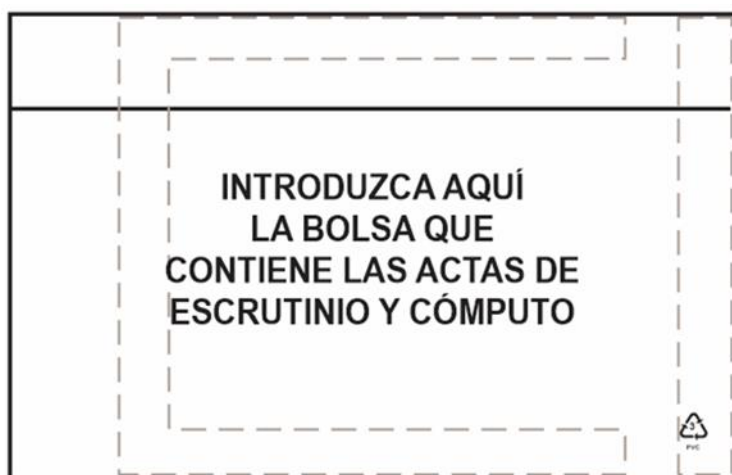 INTRODUZCA AQUÍ
LA BOLSA QUE
CONTIENE LAS ACTAS DE
ESCRUTINIO Y CÓMPUTO
3
PVC